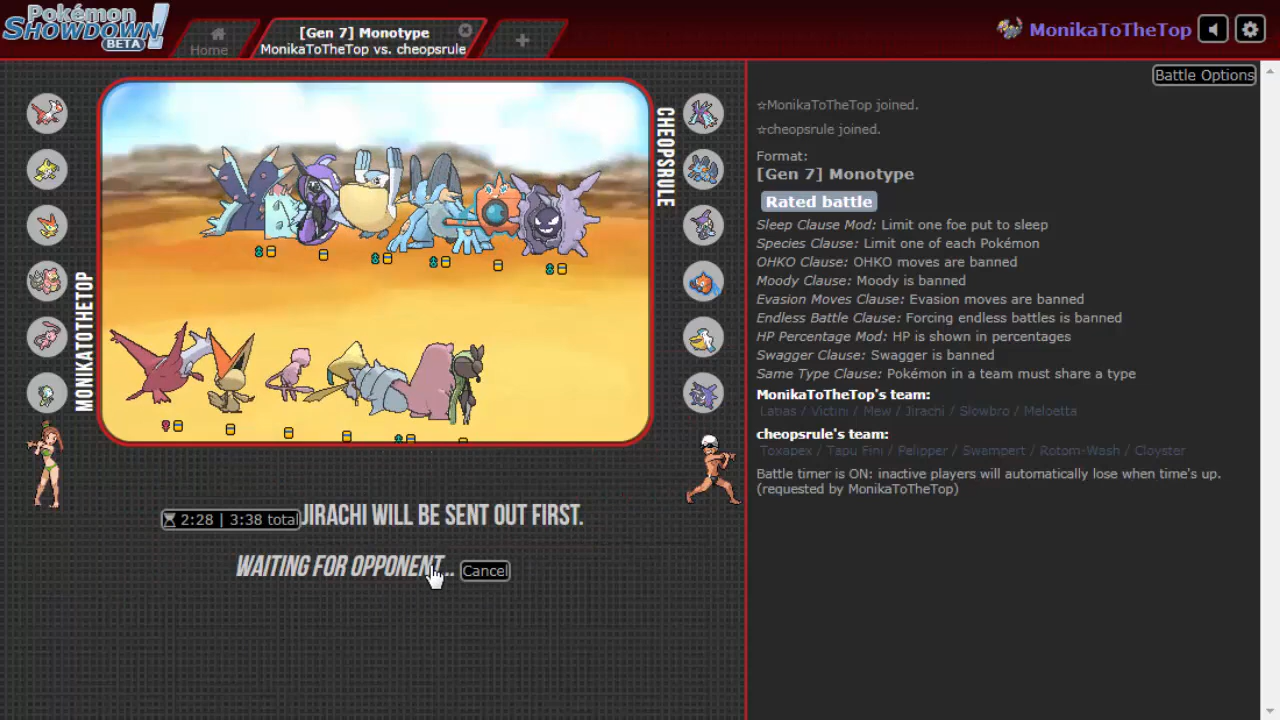 Pokémon
SHOWDOWN!
BETA
Home
[Gen 7] Monotype
MonikaToTheTop vs. cheopsrule
MonikaToTheTop
Battle Options
☆MonikaToTheTop joined.
☆cheopsrule joined.
Format:
[Gen 7] Monotype
Rated battle
Sleep Clause Mod: Limit one foe put to sleep
Species Clause: Limit one of each Pokémon
OHKO Clause: OHKO moves are banned
Moody Clause: Moody is banned
Evasion Moves Clause: Evasion moves are banned
Endless Battle Clause: Forcing endless battles is banned
HP Percentage Mod: HP is shown in percentages
Swagger Clause: Swagger is banned
Same Type Clause: Pokémon in a team must share a type
MonikaToTheTop's team:
Latias / Victini / Mew / Jirachi / Slowbro / Meloetta
cheopsrule's team:
Toxapex / Tapu Fini / Pelipper / Swampert / Rotom-Wash / Cloyster
Battle timer is ON: inactive players will automatically lose when time's up.
(requested by MonikaToTheTop)
CHEOPSRULE
MONIKATOTHETOP
2:28 | 3:38 total
JIRACHI WILL BE SENT OUT FIRST.
WAITING FOR OPPONENT...
Cancel